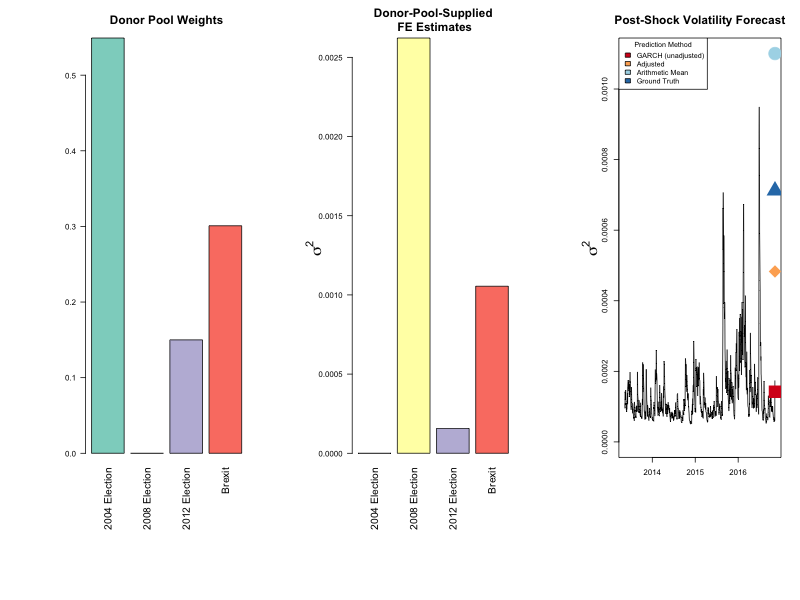 Donor Pool Weights
0.5
0.4
0.3
0.2
0.1
0.0
2004 Election
2008 Election
2012 Election
Brexit
Donor-Pool-Supplied
FE Estimates
σ2
0.0025
0.0020
0.0015
0.0010
0.0005
0.0000
2004 Election
2008 Election
2012 Election
Brexit
Post-Shock Volatility Forecast
Prediction Method
GARCH (unadjusted)
Adjusted
Arithmetic Mean
Ground Truth
σ2
0.0010
0.0008
0.0006
0.0004
0.0002
0.0000
2014
2015
2016